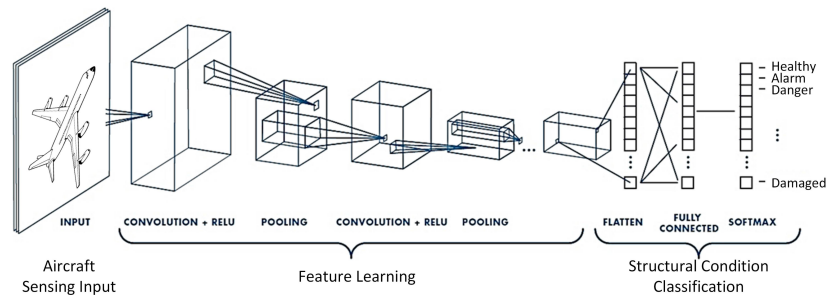 Healthy
Alarm
Danger
Damaged
INPUT
CONVOLUTION + RELU
POOLING
CONVOLUTION + RELU
POOLING
FLATTEN
FULLY
CONNECTED
SOFTMAX
Aircraft
Sensing Input
Feature Learning
Structural Condition
Classification